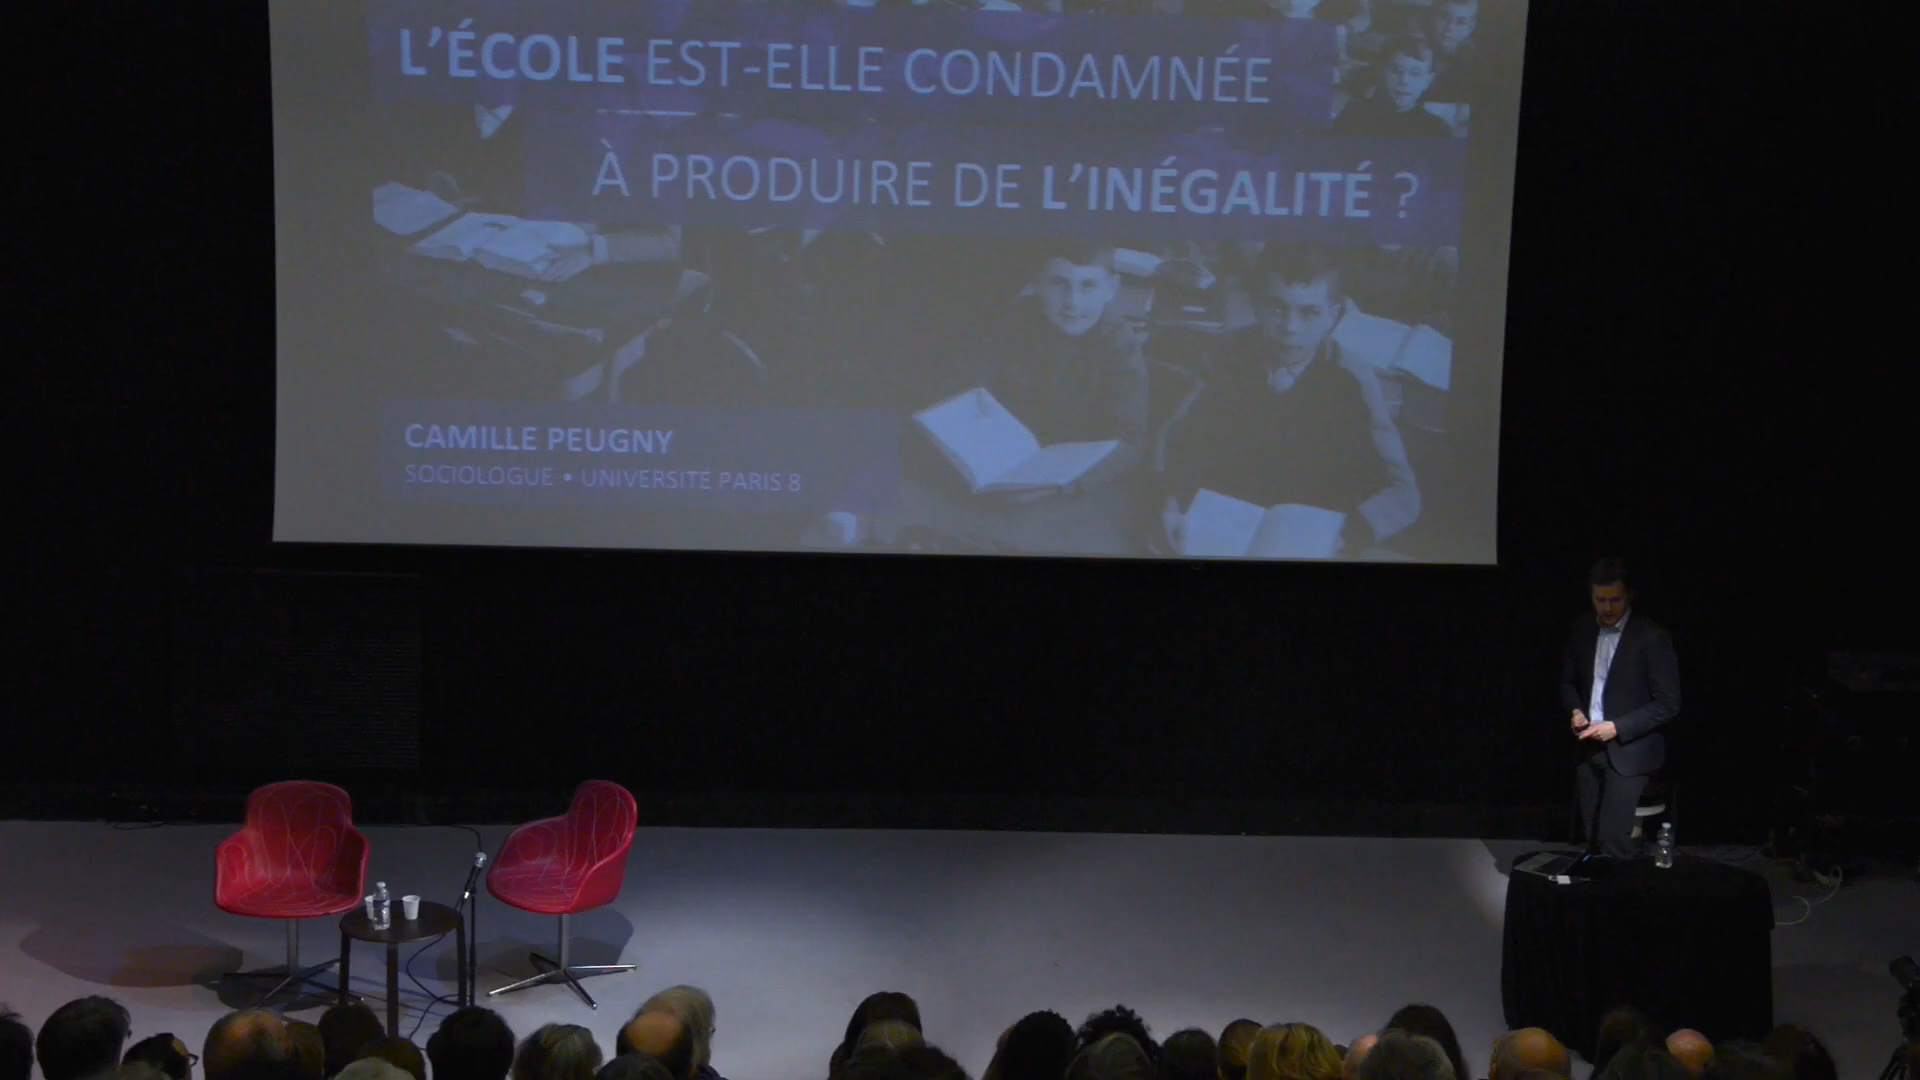 L'ÉCOLE EST-ELLE CONDAMNÉE
À PRODUIRE DE L'INÉGALITÉ ?
CAMILLE PEUGNY
SOCIOLOGUE • UNIVERSITÉ PARIS 8